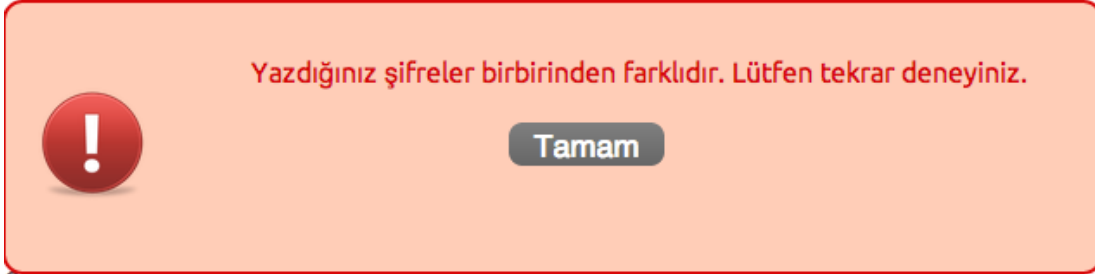 Yazdığınız şifreler birbirinden farklıdır. Lütfen tekrar deneyiniz.
Tamam